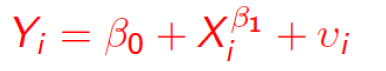 Y_i = β_0 + X_i^{β_1} + υ_i